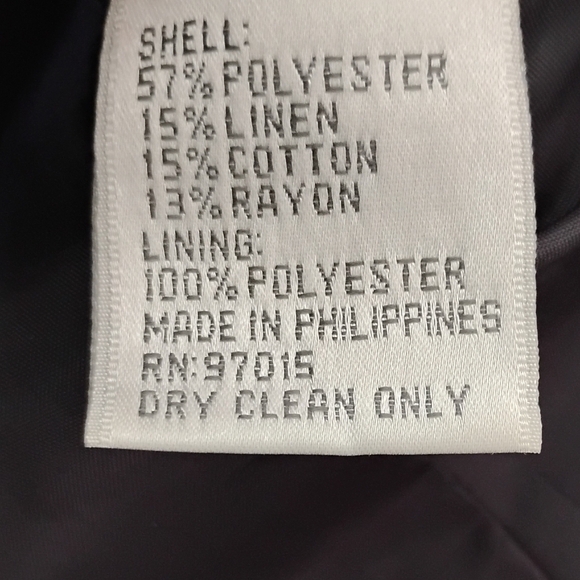 SHELL:
57% POLYESTER
15% LINEN
15% COTTON
13% RAYON
LINING:
100% POLYESTER
MADE IN PHILIPPINES
RN:97015
DRY CLEAN ONLY